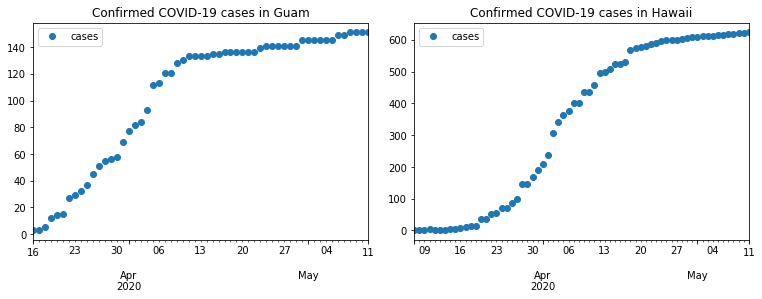 Confirmed COVID-19 cases in Guam
cases
140
120
100
80
60
40
20
0
16 23 30 06 13 20 27 04 11
Apr May
2020
Confirmed COVID-19 cases in Hawaii
cases
600
500
400
300
200
100
0
09 16 23 30 06 13 20 27 04 11
Apr May
2020